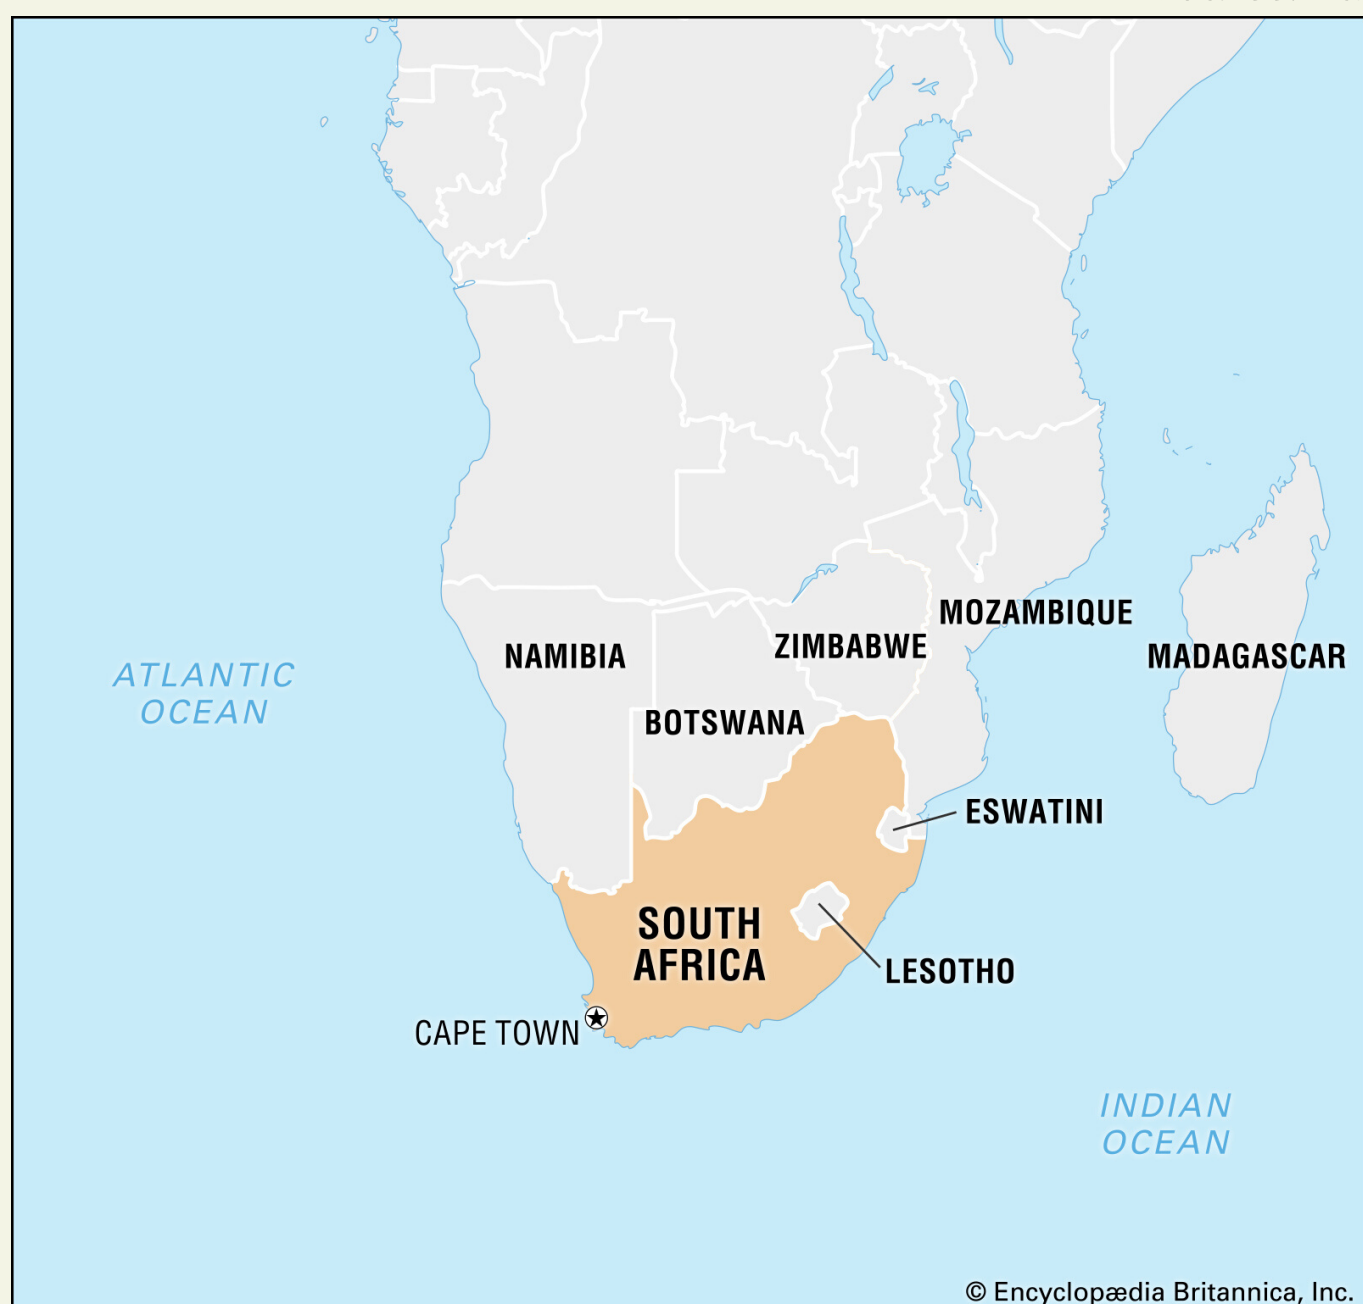 NAMIBIA
ZIMBABWE
MOZAMBIQUE
MADAGASCAR
ATLANTIC
OCEAN
BOTSWANA
ESWATINI
SOUTH
AFRICA
LESOTHO
CAPE TOWN
INDIAN
OCEAN
© Encyclopædia Britannica, Inc.